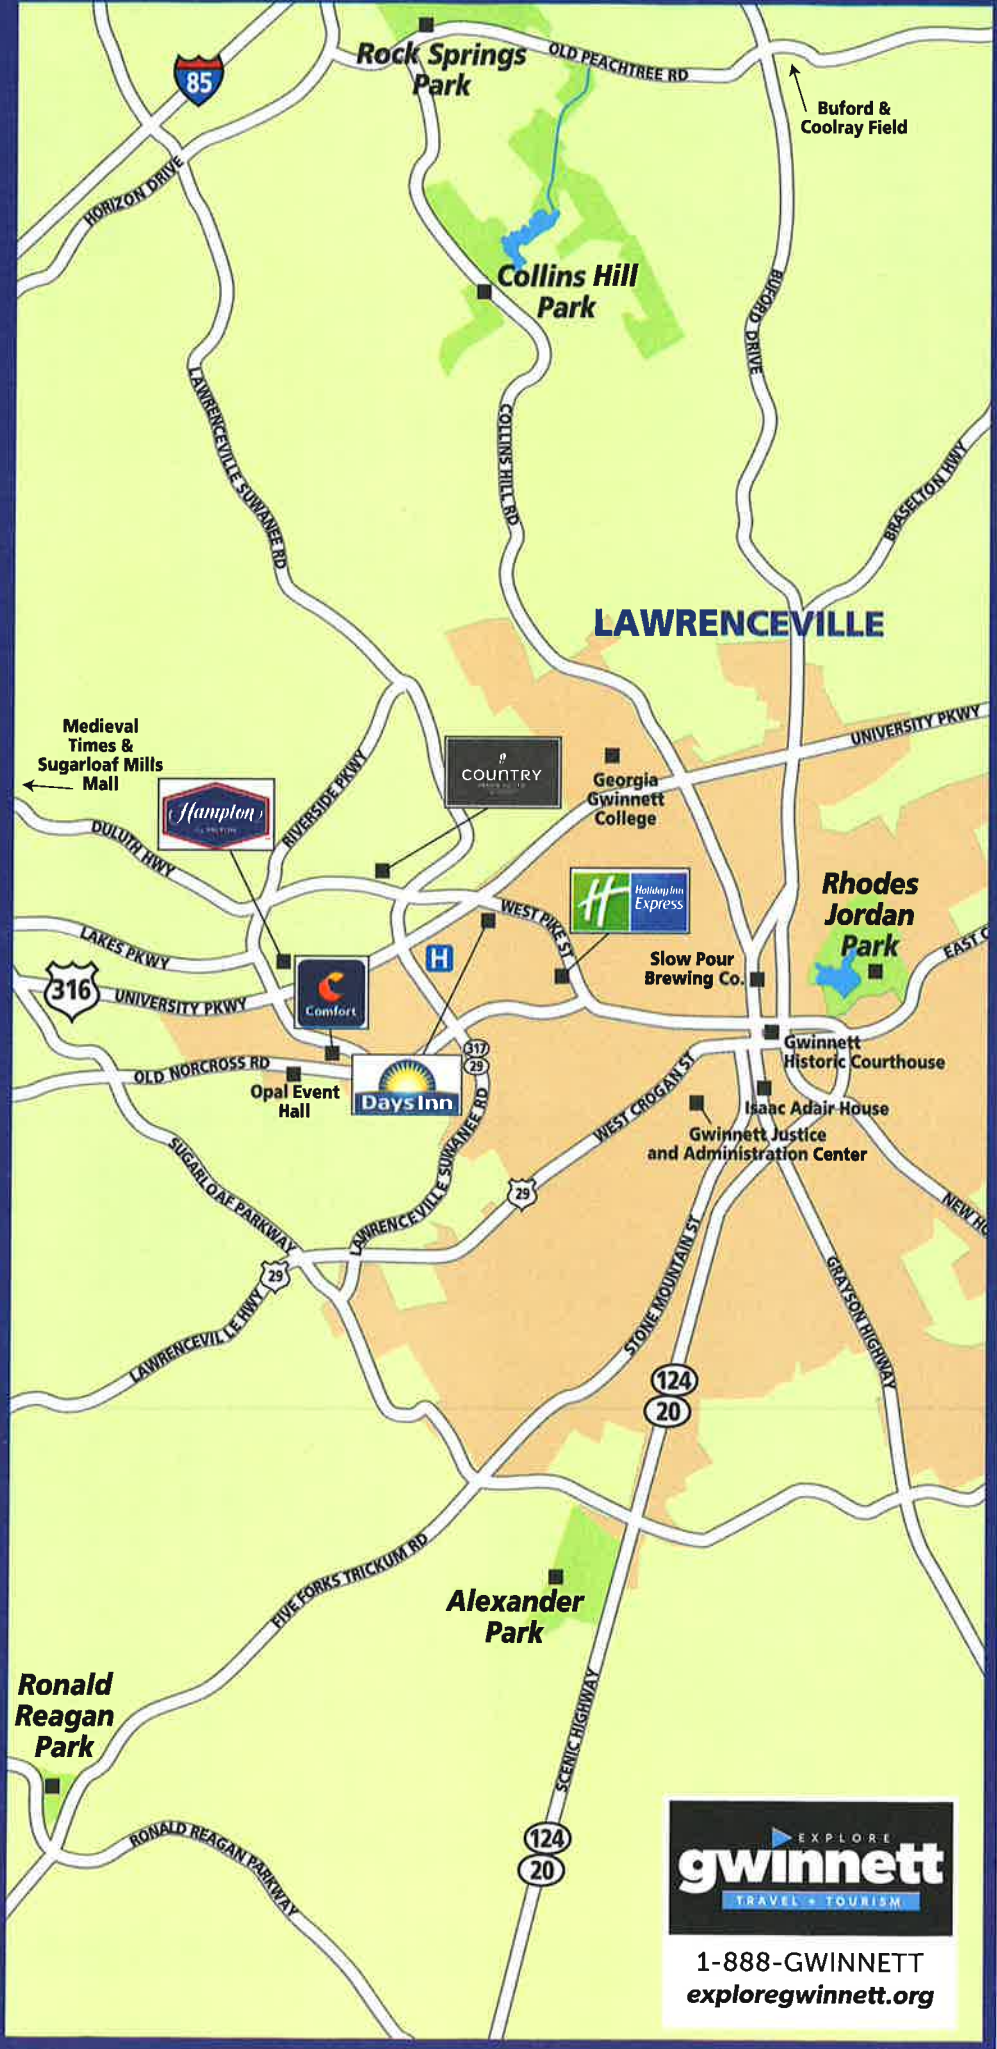 85
Rock Springs
Park
OLD PEACHTREE RD
Buford &
Coolray Field
HORIZON DRIVE
Collins Hill
Park
BUFORD DRIVE
LAWRENCEVILLE SUWANEE RD
COLLINS HILL RD
BRASELTON HWY
LAWRENCEVILLE
UNIVERSITY PKWY
Medieval
Times &
Sugarloaf Mills
Mall
COUNTRY
Georgia
Gwinnett
College
Hampton
RIVERSIDE PKWY
DULUTH HWY
Holiday Inn
Express
Rhodes
Jordan
Park
WEST PIKE ST
LAKES PKWY
H
EAST C
Slow Pour
Brewing Co.
316
UNIVERSITY PKWY
Comfort
Gwinnett
Historic Courthouse
317
29
OLD NORCROSS RD
Opal Event
Hall
Days Inn
WEST CROGAN ST
Isaac Adair House
Gwinnett Justice
and Administration Center
SUGARLOAF PARKWAY
LAWRENCEVILLE SUWANEE RD
29
NEW HO
29
LAWRENCEVILLE HWY
STONE MOUNTAIN ST
GRAYSON HIGHWAY
124
20
FIVE FORKS TRICKUM RD
Alexander
Park
Ronald
Reagan
Park
SCENIC HIGHWAY
RONALD REAGAN PARKWAY
124
20
EXPLORE
gwinnett
TRAVEL + TOURISM
1-888-GWINNETT
exploregwinnett.org